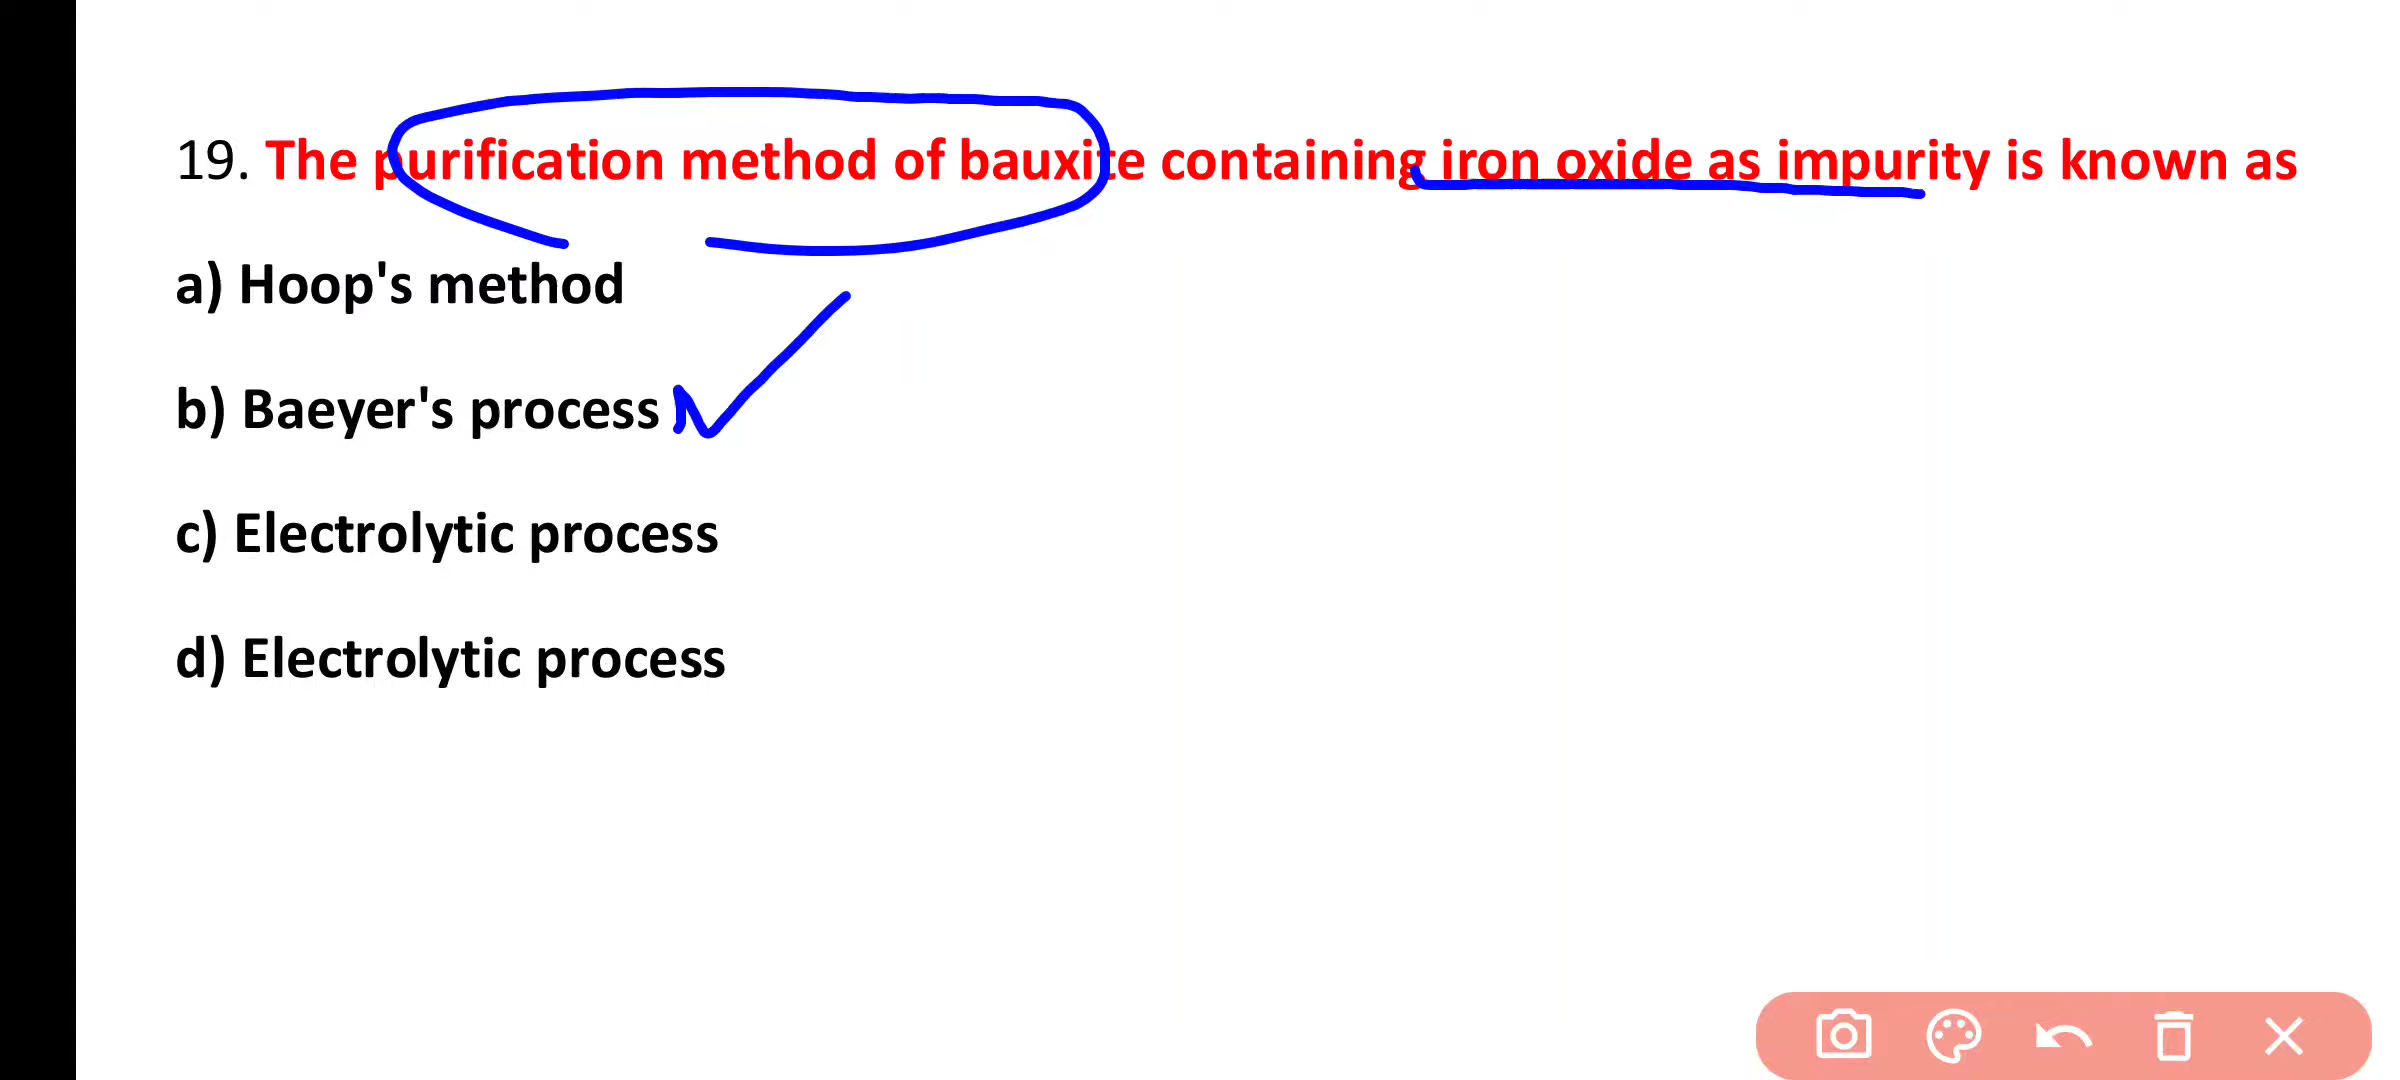 19. The purification method of bauxite containing iron oxide as impurity is known as
a) Hoop's method
b) Baeyer's process
c) Electrolytic process
d) Electrolytic process